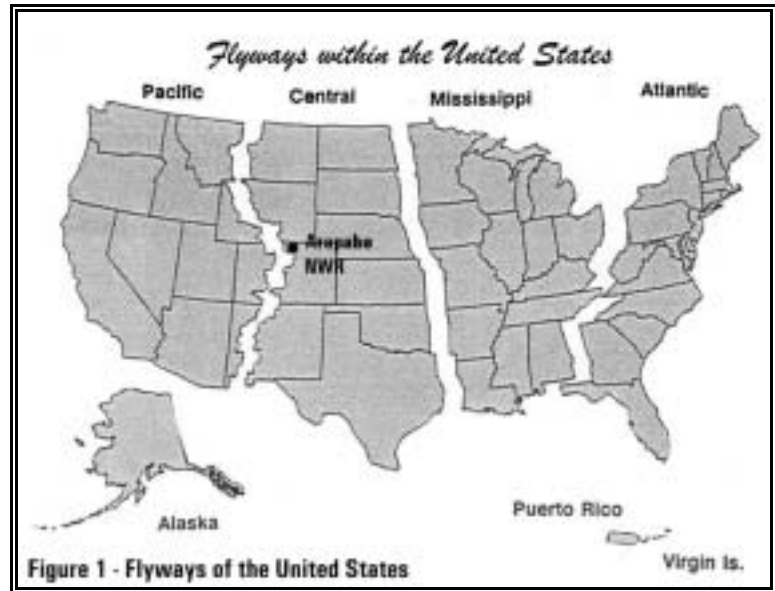 Flyways within the United States
Pacific
Central
Mississippi
Atlantic
Arapaho
NWR
Alaska
Puerto Rico
Virgin Is.
Figure 1 - Flyways of the United States